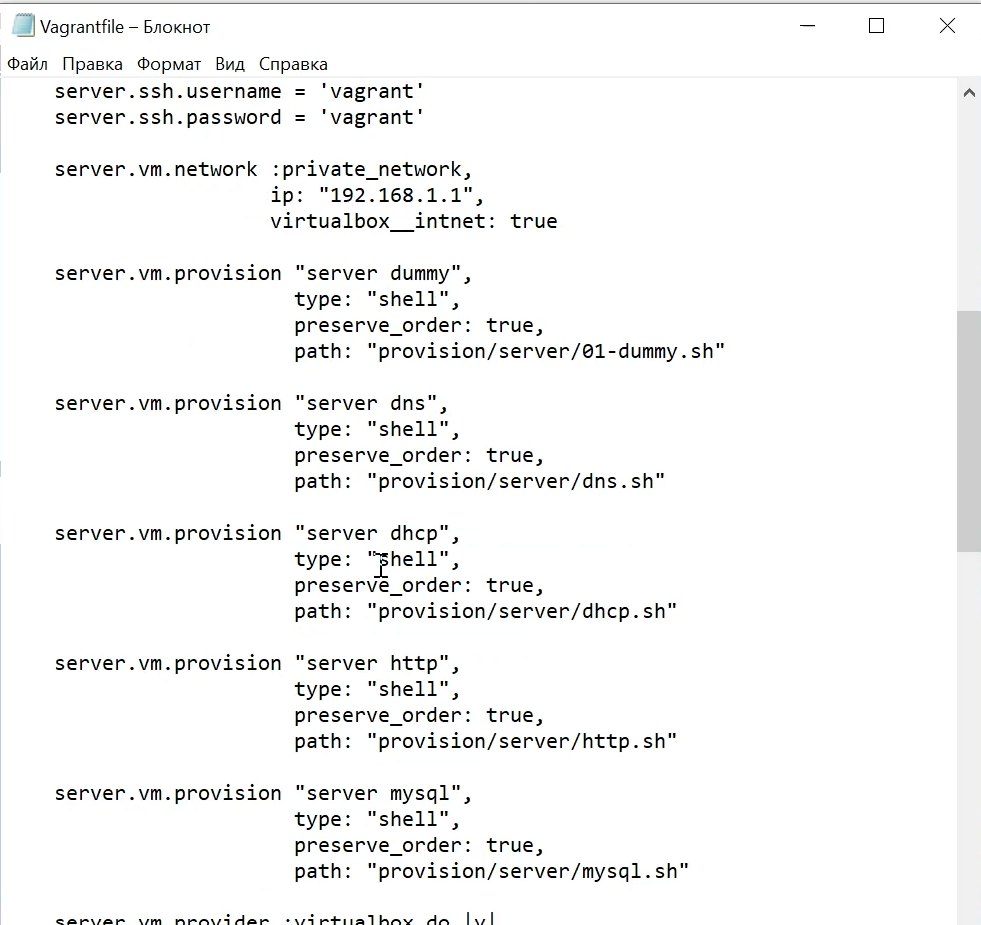 Vagrantfile – Блокнот
Файл Правка Формат Вид Справка
server.ssh.username = 'vagrant'
server.ssh.password = 'vagrant'
server.vm.network :private_network,
ip: "192.168.1.1",
virtualbox__intnet: true
server.vm.provision "server dummy",
type: "shell",
preserve_order: true,
path: "provision/server/01-dummy.sh"
server.vm.provision "server dns",
type: "shell",
preserve_order: true,
path: "provision/server/dns.sh"
server.vm.provision "server dhcp",
type: "shell",
preserve_order: true,
path: "provision/server/dhcp.sh"
server.vm.provision "server http",
type: "shell",
preserve_order: true,
path: "provision/server/http.sh"
server.vm.provision "server mysql",
type: "shell",
preserve_order: true,
path: "provision/server/mysql.sh"
server.vm.provider :virtualbox do |v|